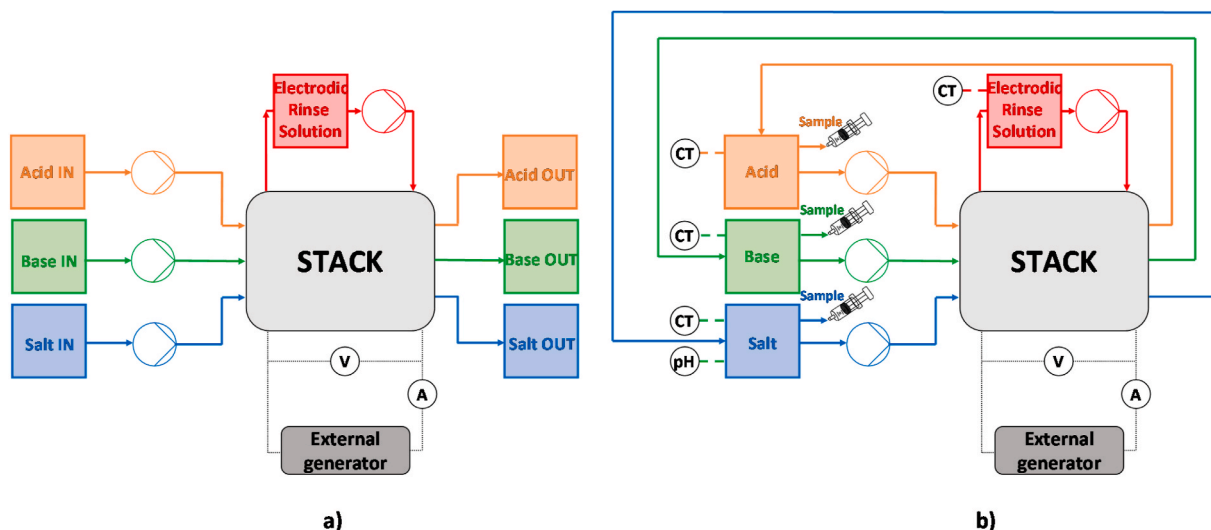 Electrodic
Rinse
Solution
Acid IN
Acid OUT
Base IN
STACK
Base OUT
Salt IN
Salt OUT
V
A
External
generator
a)
CT
Electrodic
Rinse
Solution
Sample
CT
Acid
Sample
CT
Base
STACK
Sample
CT
Salt
pH
V
A
External
generator
b)